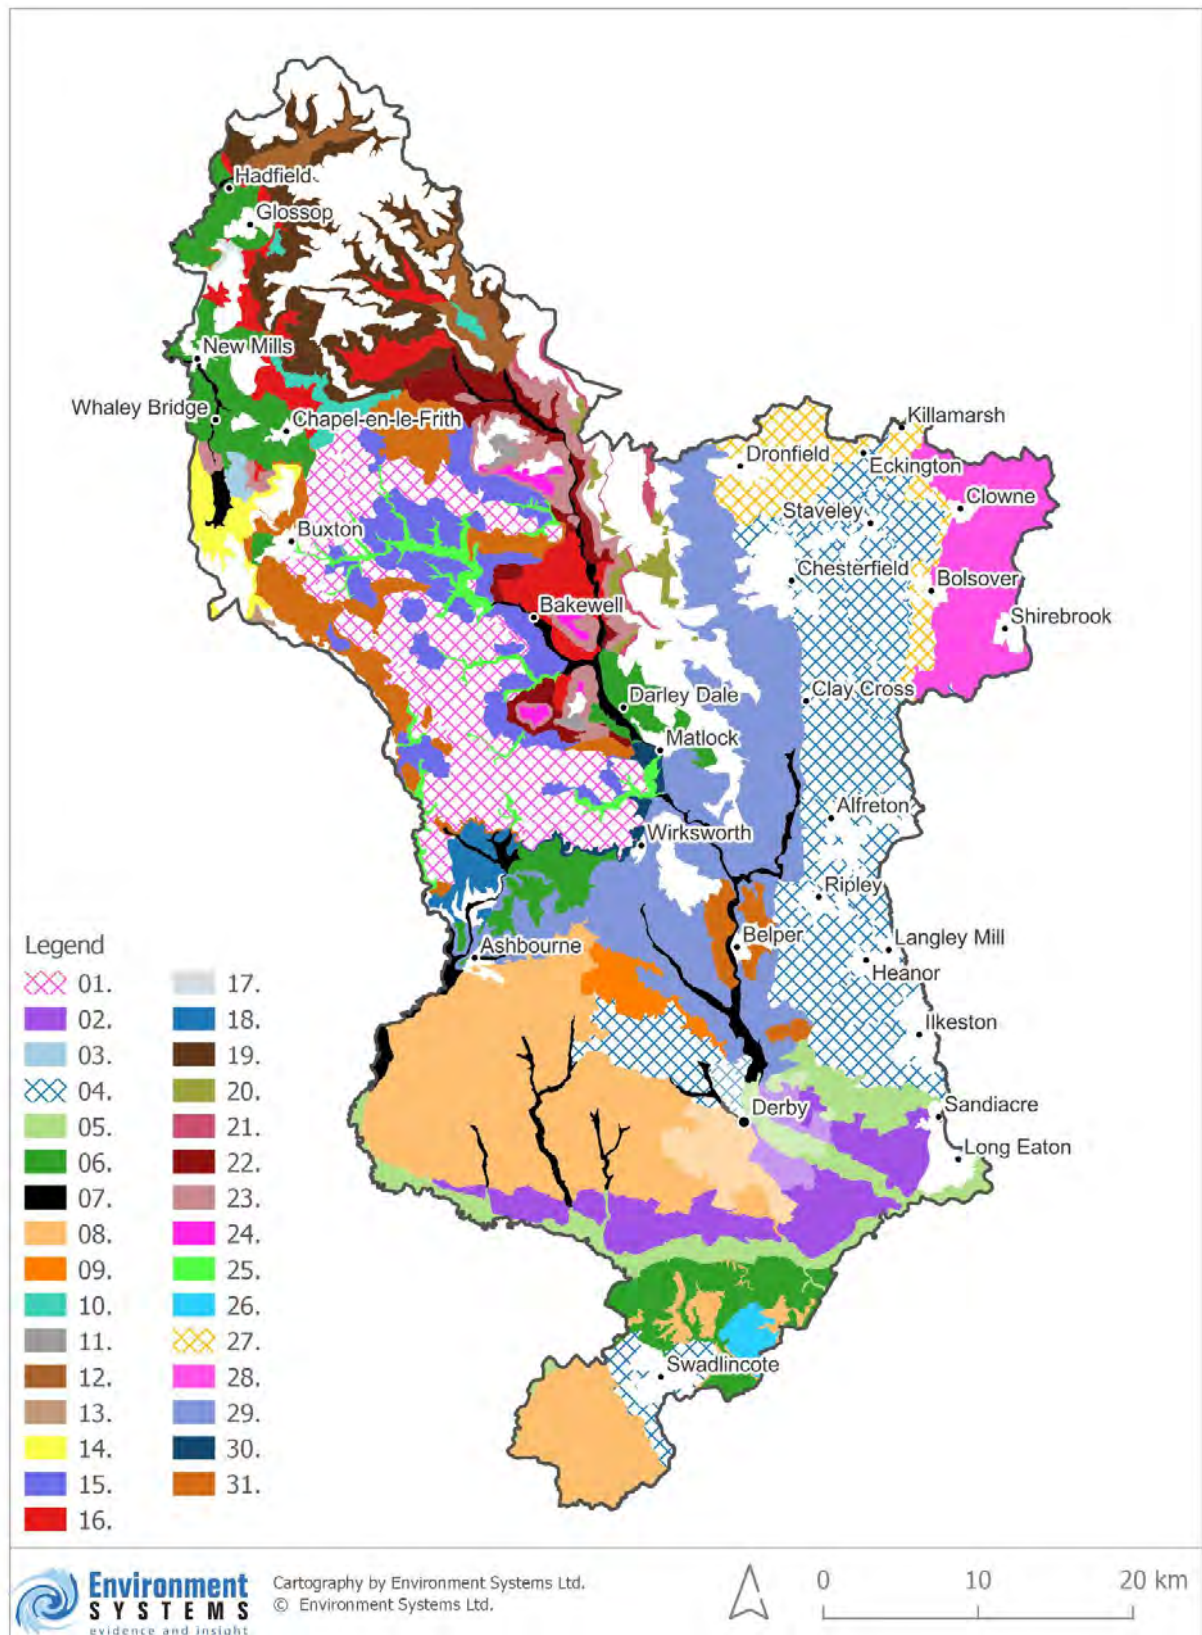 Hadfield
Glossop
New Mills
Whaley Bridge
Chapel-en-le-Frith
Killamarsh
Dronfield
Eckington
Clowne
Staveley
Buxton
Chesterfield
Bolsover
Bakewell
Shirebrook
Darley Dale
Clay Cross
Matlock
Alfreton
Wirksworth
Ripley
Langley Mill
Belper
Heanor
Ashbourne
Ilkeston
Derby
Sandiacre
Long Eaton
Swadlincote
Legend
01.
02.
03.
04.
05.
06.
07.
08.
09.
10.
11.
12.
13.
14.
15.
16.
17.
18.
19.
20.
21.
22.
23.
24.
25.
26.
27.
28.
29.
30.
31.
Environment
SYSTEMS
evidence and insight
Cartography by Environment Systems Ltd.
© Environment Systems Ltd.
0 10 20 km